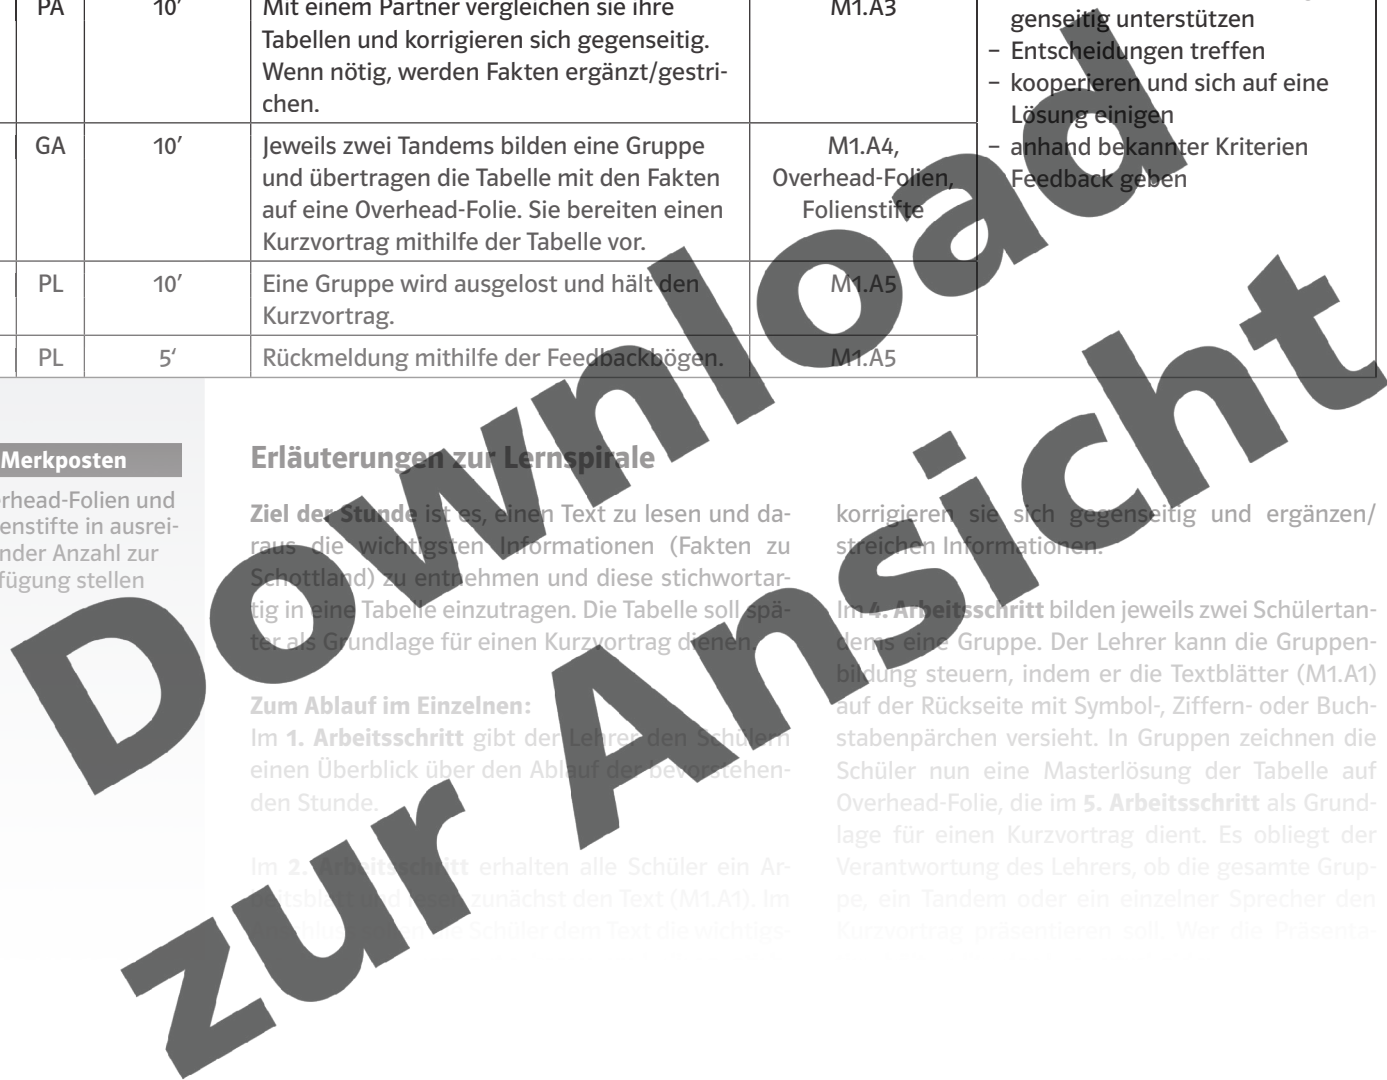 PA 10′ Mit einem Partner vergleichen sie ihre M1.A3
Tabellen und korrigieren sich gegenseitig.
Wenn nötig, werden Fakten ergänzt/gestri-
chen.
genseitig unterstützen
– Entscheidungen treffen
– kooperieren und sich auf eine
Lösung einigen
– anhand bekannter Kriterien
Feedback geben
GA 10′ Jeweils zwei Tandems bilden eine Gruppe M1.A4,
und übertragen die Tabelle mit den Fakten Overhead-Folien,
auf eine Overhead-Folie. Sie bereiten einen Folienstifte
Kurzvortrag mithilfe der Tabelle vor.
PL 10′ Eine Gruppe wird ausgelost und hält den M1.A5
Kurzvortrag.
PL 5‘ Rückmeldung mithilfe der Feedbackbögen. M1.A5
Merkposten
rhead-Folien und
enstifte in ausrei-
nder Anzahl zur
fügung stellen
Erläuterungen zur Lernspirale
Ziel der Stunde ist es, einen Text zu lesen und da-
raus die wichtigsten Informationen (Fakten zu
Schottland) zu entnehmen und diese stichwortar-
tig in eine Tabelle einzutragen. Die Tabelle soll spä-
ter als Grundlage für einen Kurzvortrag dienen.
Zum Ablauf im Einzelnen:
Im 1. Arbeitsschritt gibt der Lehrer den Schülern
einen Überblick über den Ablauf der bevorstehen-
den Stunde.
Im 2. Arbeitsschritt erhalten alle Schüler ein Ar-
beitsblatt und lesen zunächst den Text (M1.A1). Im
Anschluss sollen die Schüler dem Text die wichtigs-
korrigieren sie sich gegenseitig und ergänzen/
streichen Informationen.
Im 4. Arbeitsschritt bilden jeweils zwei Schülertan-
dems eine Gruppe. Der Lehrer kann die Gruppen-
bildung steuern, indem er die Textblätter (M1.A1)
auf der Rückseite mit Symbol-, Ziffern- oder Buch-
stabenpärchen versieht. In Gruppen zeichnen die
Schüler nun eine Masterlösung der Tabelle auf
Overhead-Folie, die im 5. Arbeitsschritt als Grund-
lage für einen Kurzvortrag dient. Es obliegt der
Verantwortung des Lehrers, ob die gesamte Grup-
pe, ein Tandem oder ein einzelner Sprecher den
Kurzvortrag präsentieren soll. Wer die Präsenta-
Download
zur Ansicht